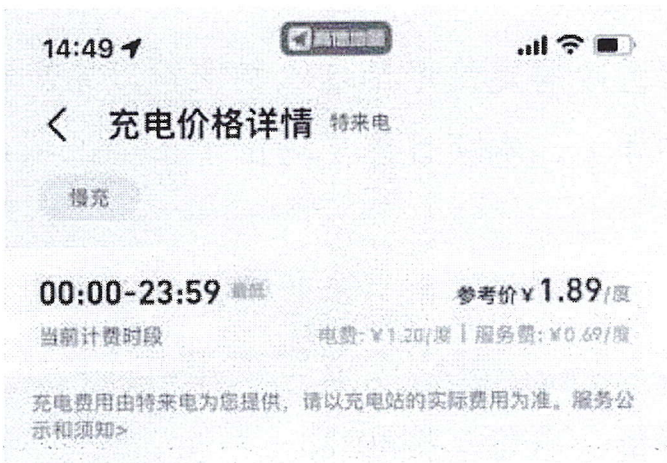 14:49
充电价格详情 特来电
慢充
00:00-23:59 最低 参考价¥1.89/度
当前计费时段 电费:¥1.20/度 | 服务费:¥0.69/度
充电费用由特来电为您提供，请以充电站的实际费用为准。服务公
示和须知>